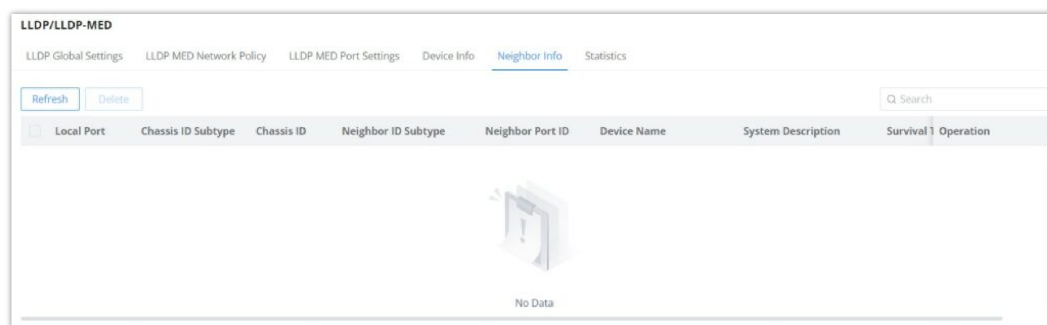 LLDP/LLDP-MED
LLDP Global Settings LLDP MED Network Policy LLDP MED Port Settings Device Info Neighbor Info Statistics
Refresh Delete Search
Local Port Chassis ID Subtype Chassis ID Neighbor ID Subtype Neighbor Port ID Device Name System Description Survival T Operation
No Data